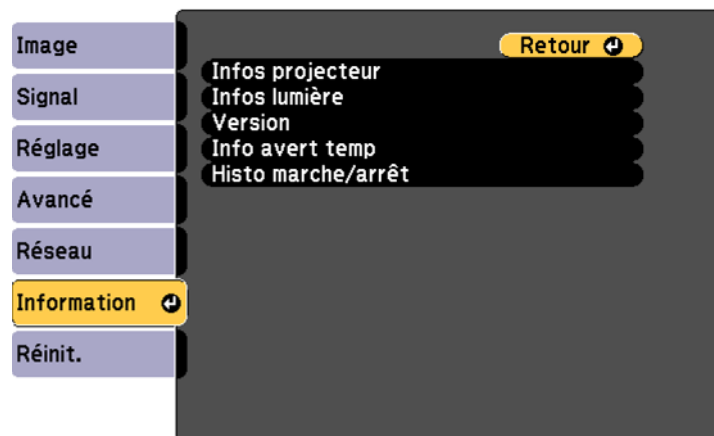 Image
Signal
Réglage
Avancé
Réseau
Information
Réinit.
Retour
Infos projecteur
Infos lumière
Version
Info avert temp
Histo marche/arrêt